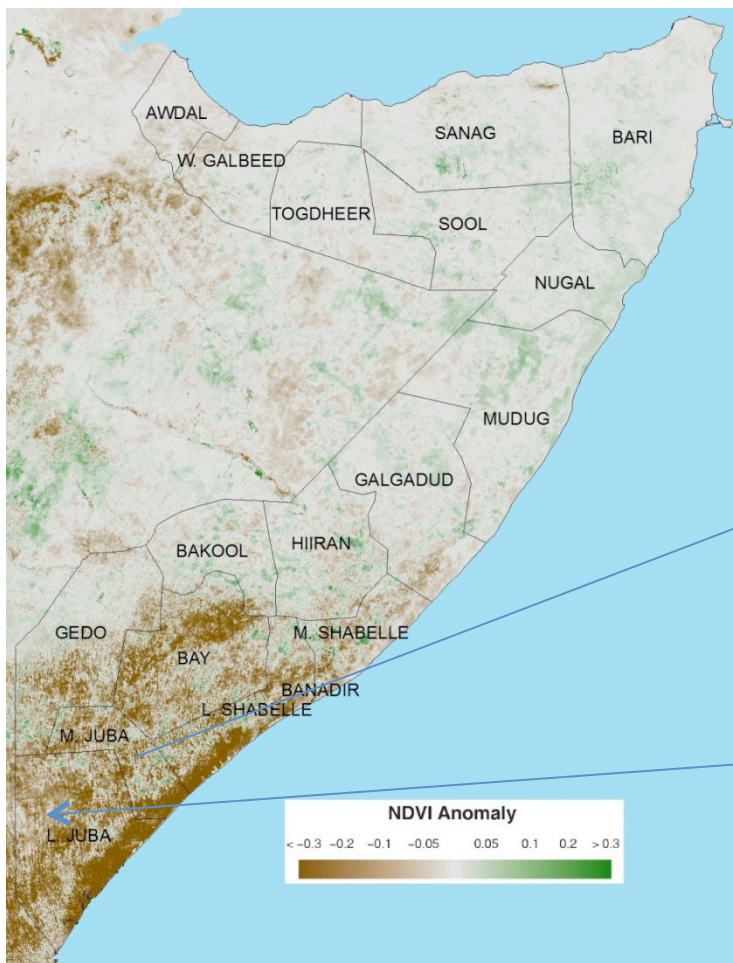 AWDAL
SANAG
BARI
W. GALBEED
TOGDHEER
SOOL
NUGAL
MUDUG
GALGADUD
HIIRAN
BAKOOL
GEDO
M. SHABELLE
BAY
BANADIR
L. SHABELLE
M. JUBA
L. JUBA
NDVI Anomaly
< -0.3 -0.2 -0.1 -0.05 0.05 0.1 0.2 > 0.3